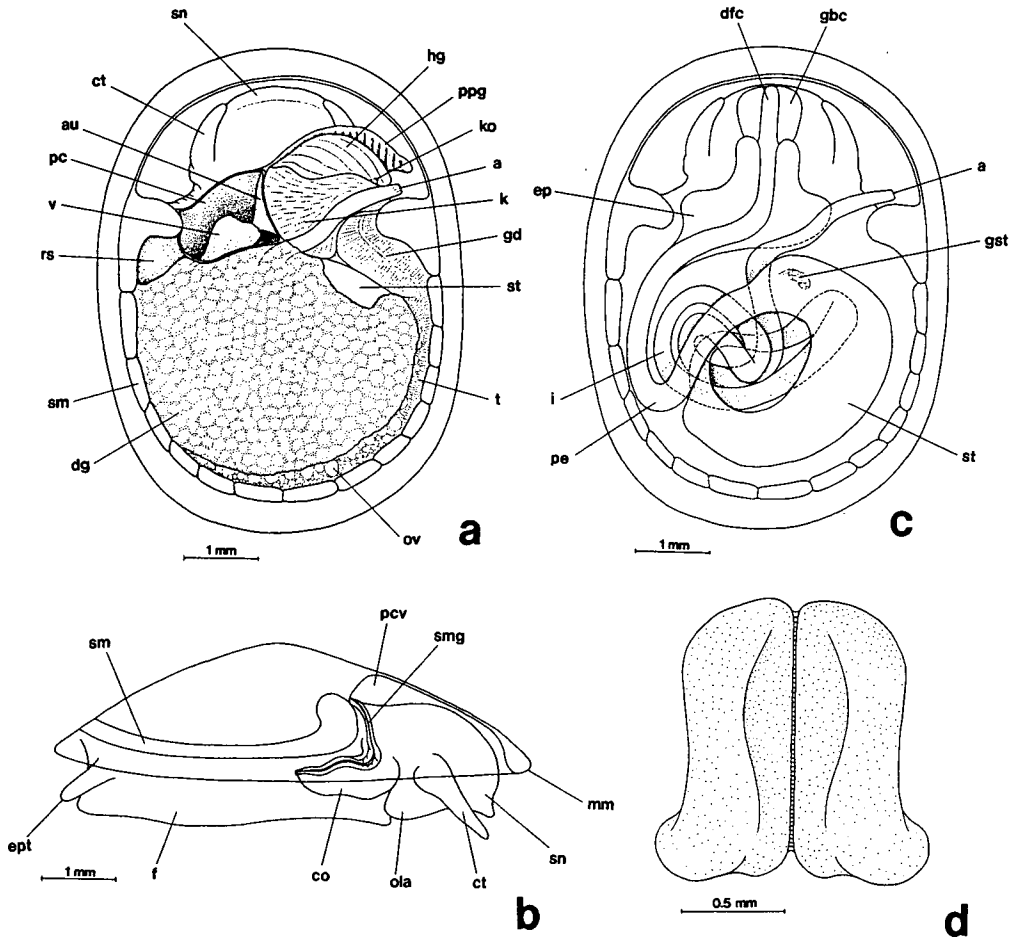 sn
ct
hg
au
ppg
pc
ko
v
a
rs
k
gd
st
sm
t
dg
ov
1 mm
a
dfc
gbc
ep
a
gst
i
pe
st
1 mm
c
pcv
sm
smg
mm
ept
f
co
ola
ct
sn
1 mm
b
0.5 mm
d